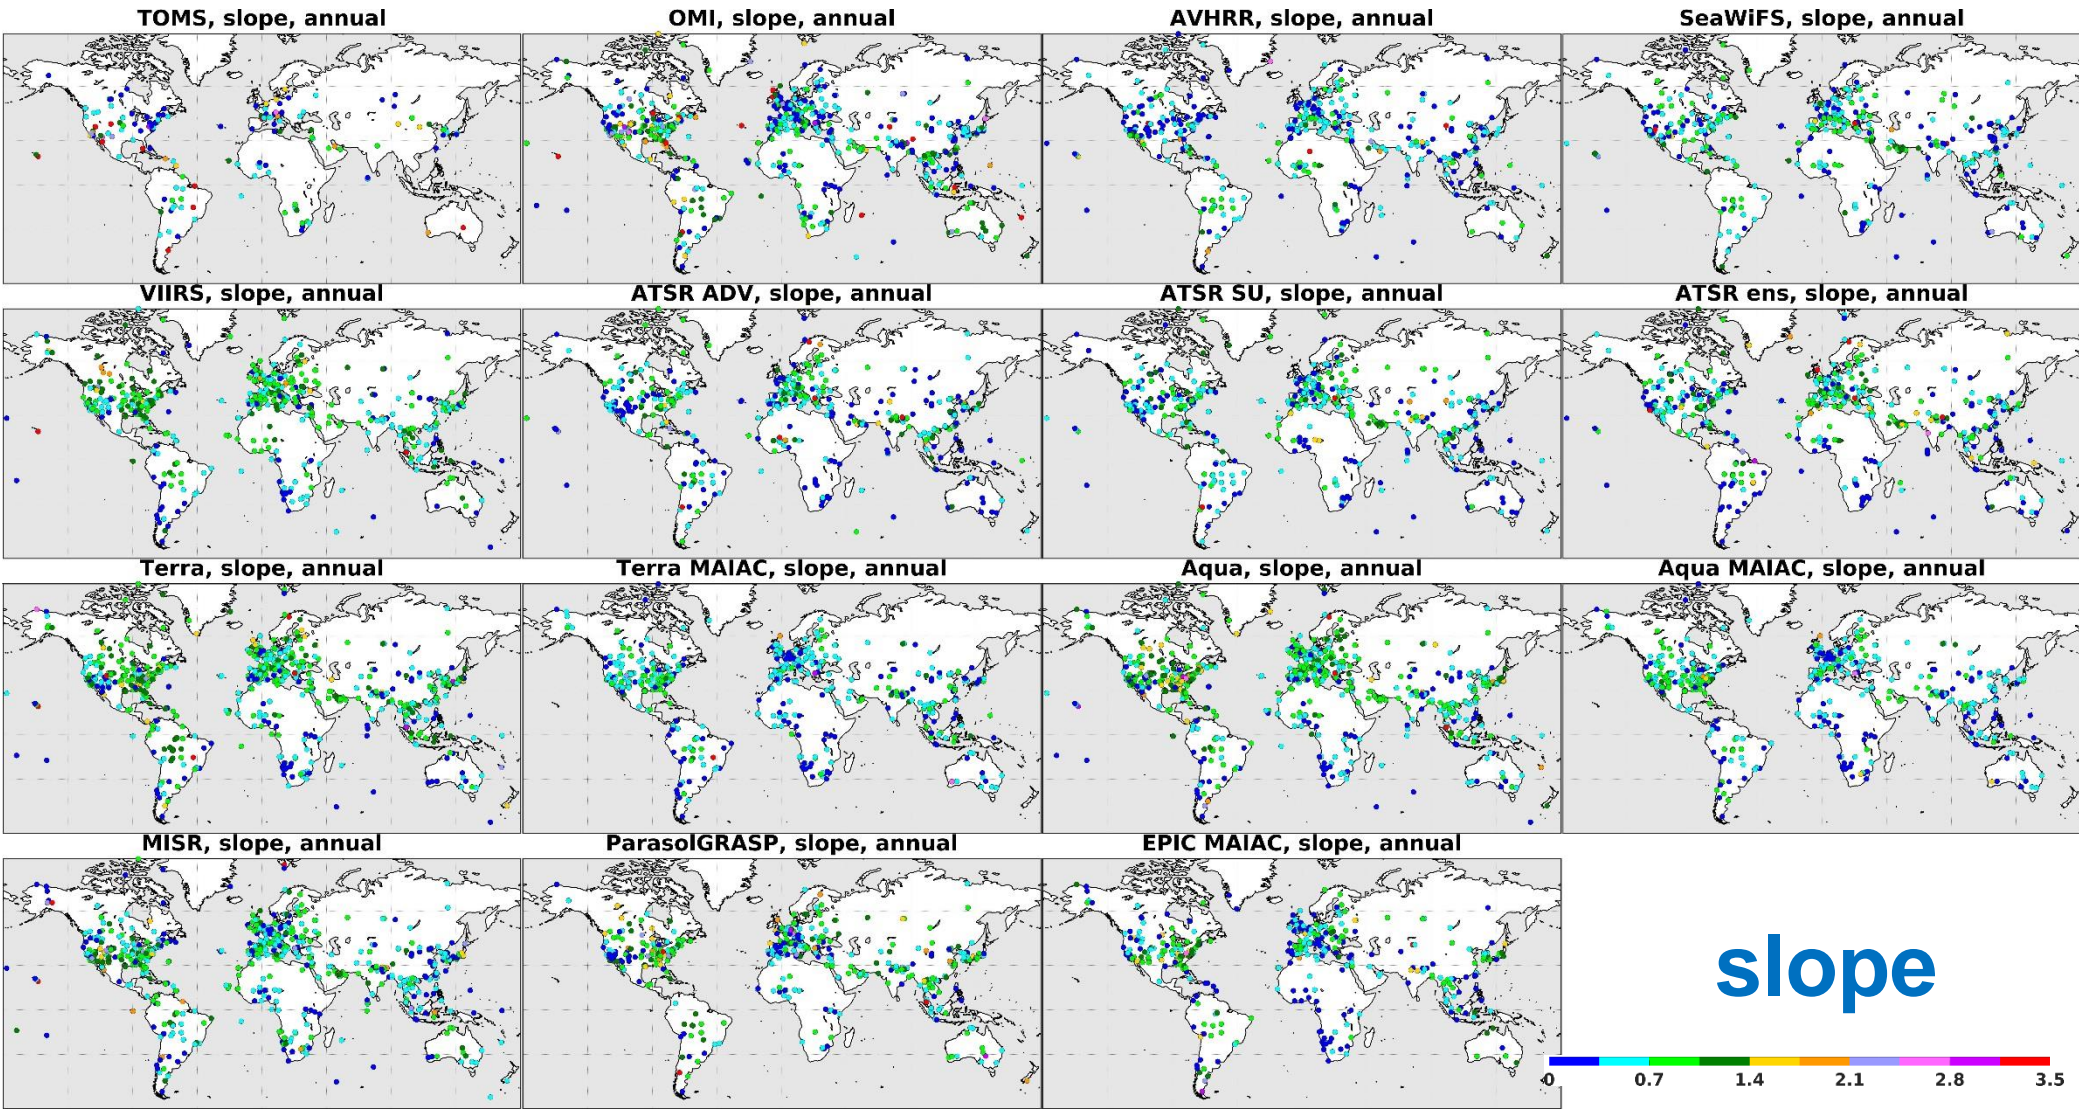 TOMS, slope, annual
OMI, slope, annual
AVHRR, slope, annual
SeaWiFS, slope, annual
VIIRS, slope, annual
ATSR ADV, slope, annual
ATSR SU, slope, annual
ATSR ens, slope, annual
Terra, slope, annual
Terra MAIAC, slope, annual
Aqua, slope, annual
Aqua MAIAC, slope, annual
MISR, slope, annual
ParasolGRASP, slope, annual
EPIC MAIAC, slope, annual
slope
0 0.7 1.4 2.1 2.8 3.5